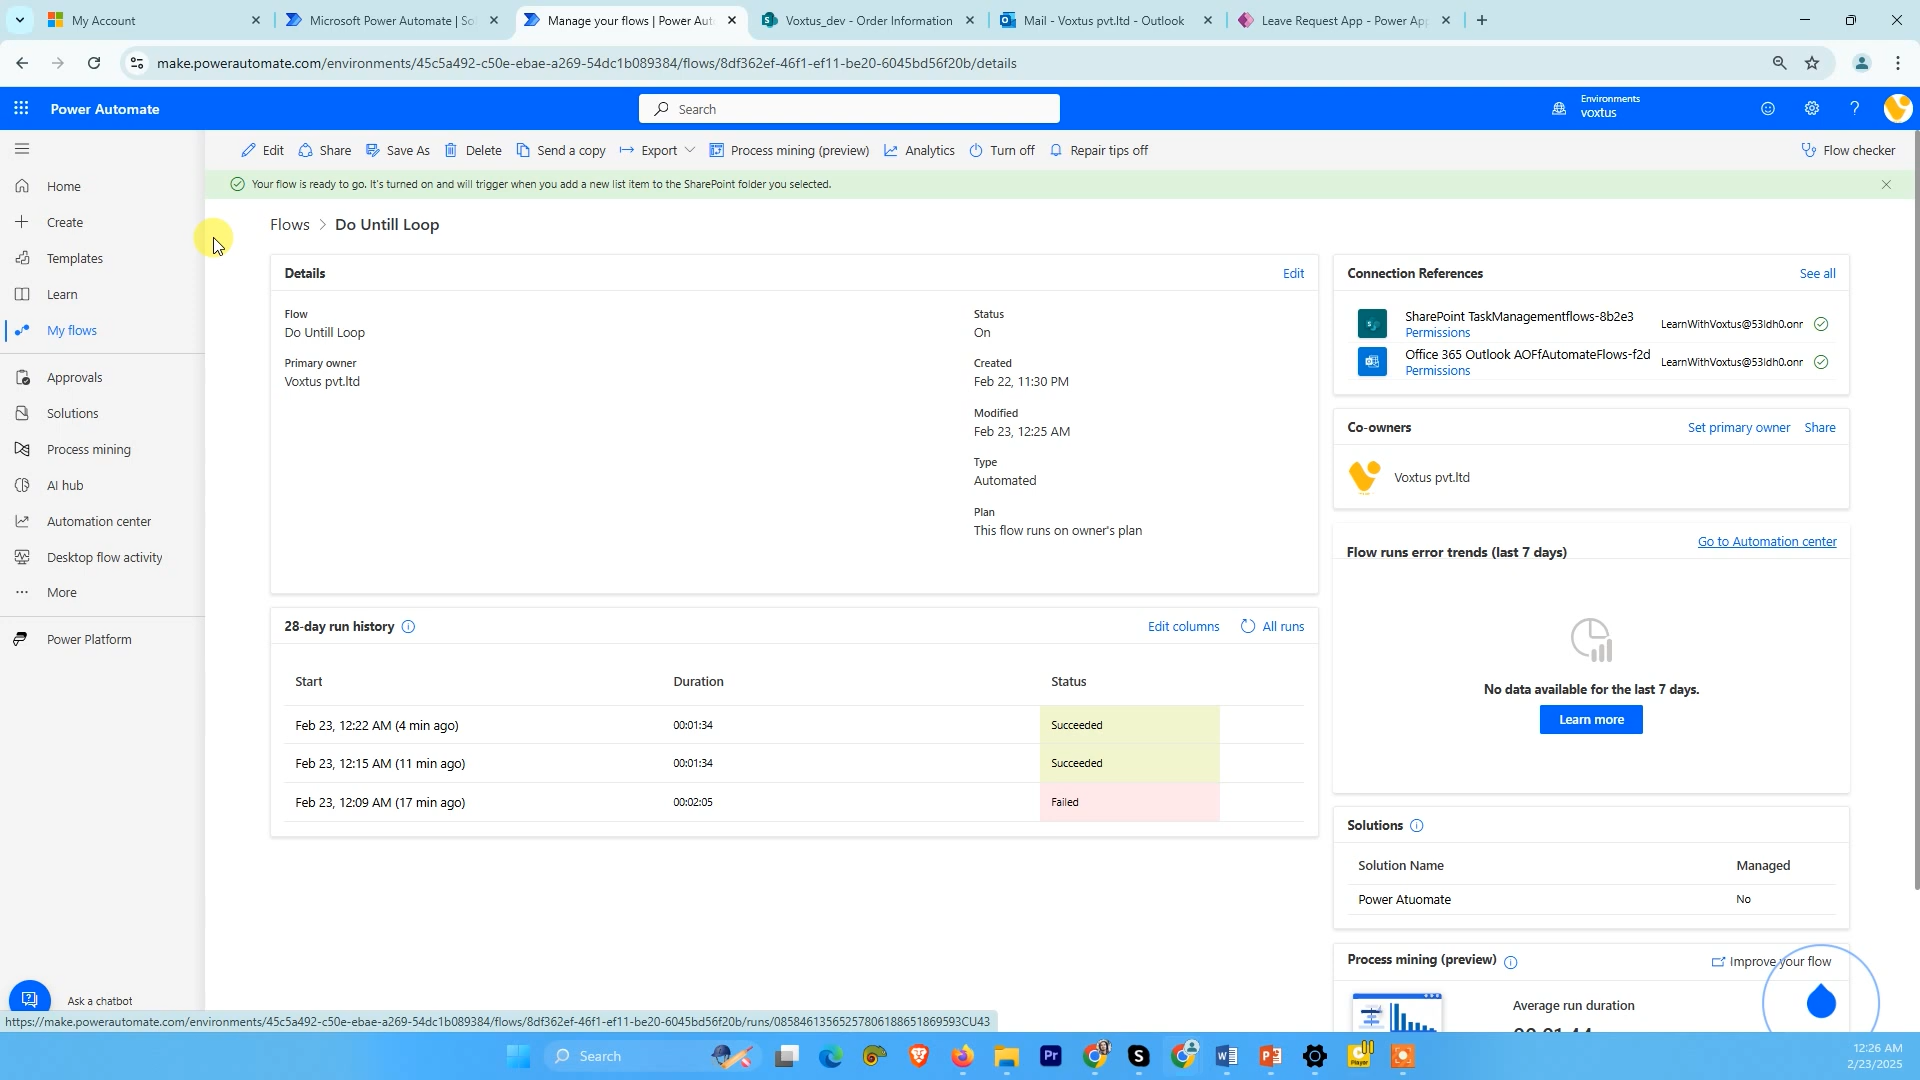 My Account
Microsoft Power Automate | So
Manage your flows | Power Aut
Voxtus_dev - Order Information
Mail - Voxtus pvt.ltd - Outlook
Leave Request App - Power Ap
make.powerautomate.com/environments/45c5a492-c50e-ebae-a269-54dc1b089384/flows/8df362ef-46f1-ef11-be20-6045bd56f20b/details
Power Automate
Search
Environments
voxtus
Edit Share Save As Delete Send a copy Export Process mining (preview) Analytics Turn off Repair tips off Flow checker
Your flow is ready to go. It's turned on and will trigger when you add a new list item to the SharePoint folder you selected.
Home
Create
Templates
Learn
My flows
Approvals
Solutions
Process mining
AI hub
Automation center
Desktop flow activity
More
Power Platform
Ask a chatbot
Flows > Do Untill Loop
Details Edit
Flow
Do Untill Loop
Primary owner
Voxtus pvt.ltd
Status
On
Created
Feb 22, 11:30 PM
Modified
Feb 23, 12:25 AM
Type
Automated
Plan
This flow runs on owner's plan
28-day run history Edit columns All runs
Start Duration Status
Feb 23, 12:22 AM (4 min ago) 00:01:34 Succeeded
Feb 23, 12:15 AM (11 min ago) 00:01:34 Succeeded
Feb 23, 12:09 AM (17 min ago) 00:02:05 Failed
Connection References See all
SharePoint TaskManagementflows-8b2e3 LearnWithVoxtus@53ldh0.onr
Permissions
Office 365 Outlook AOFfAutomateFlows-f2d LearnWithVoxtus@53ldh0.onr
Permissions
Co-owners Set primary owner Share
Voxtus pvt.ltd
Flow runs error trends (last 7 days) Go to Automation center
No data available for the last 7 days.
Learn more
Solutions
Solution Name Managed
Power Atuomate No
Process mining (preview) Improve your flow
Average run duration
https://make.powerautomate.com/environments/45c5a492-c50e-ebae-a269-54dc1b089384/flows/8df362ef-46f1-ef11-be20-6045bd56f20b/runs/08584613565257806188651869593CU43
Search
12:26 AM
2/23/2025